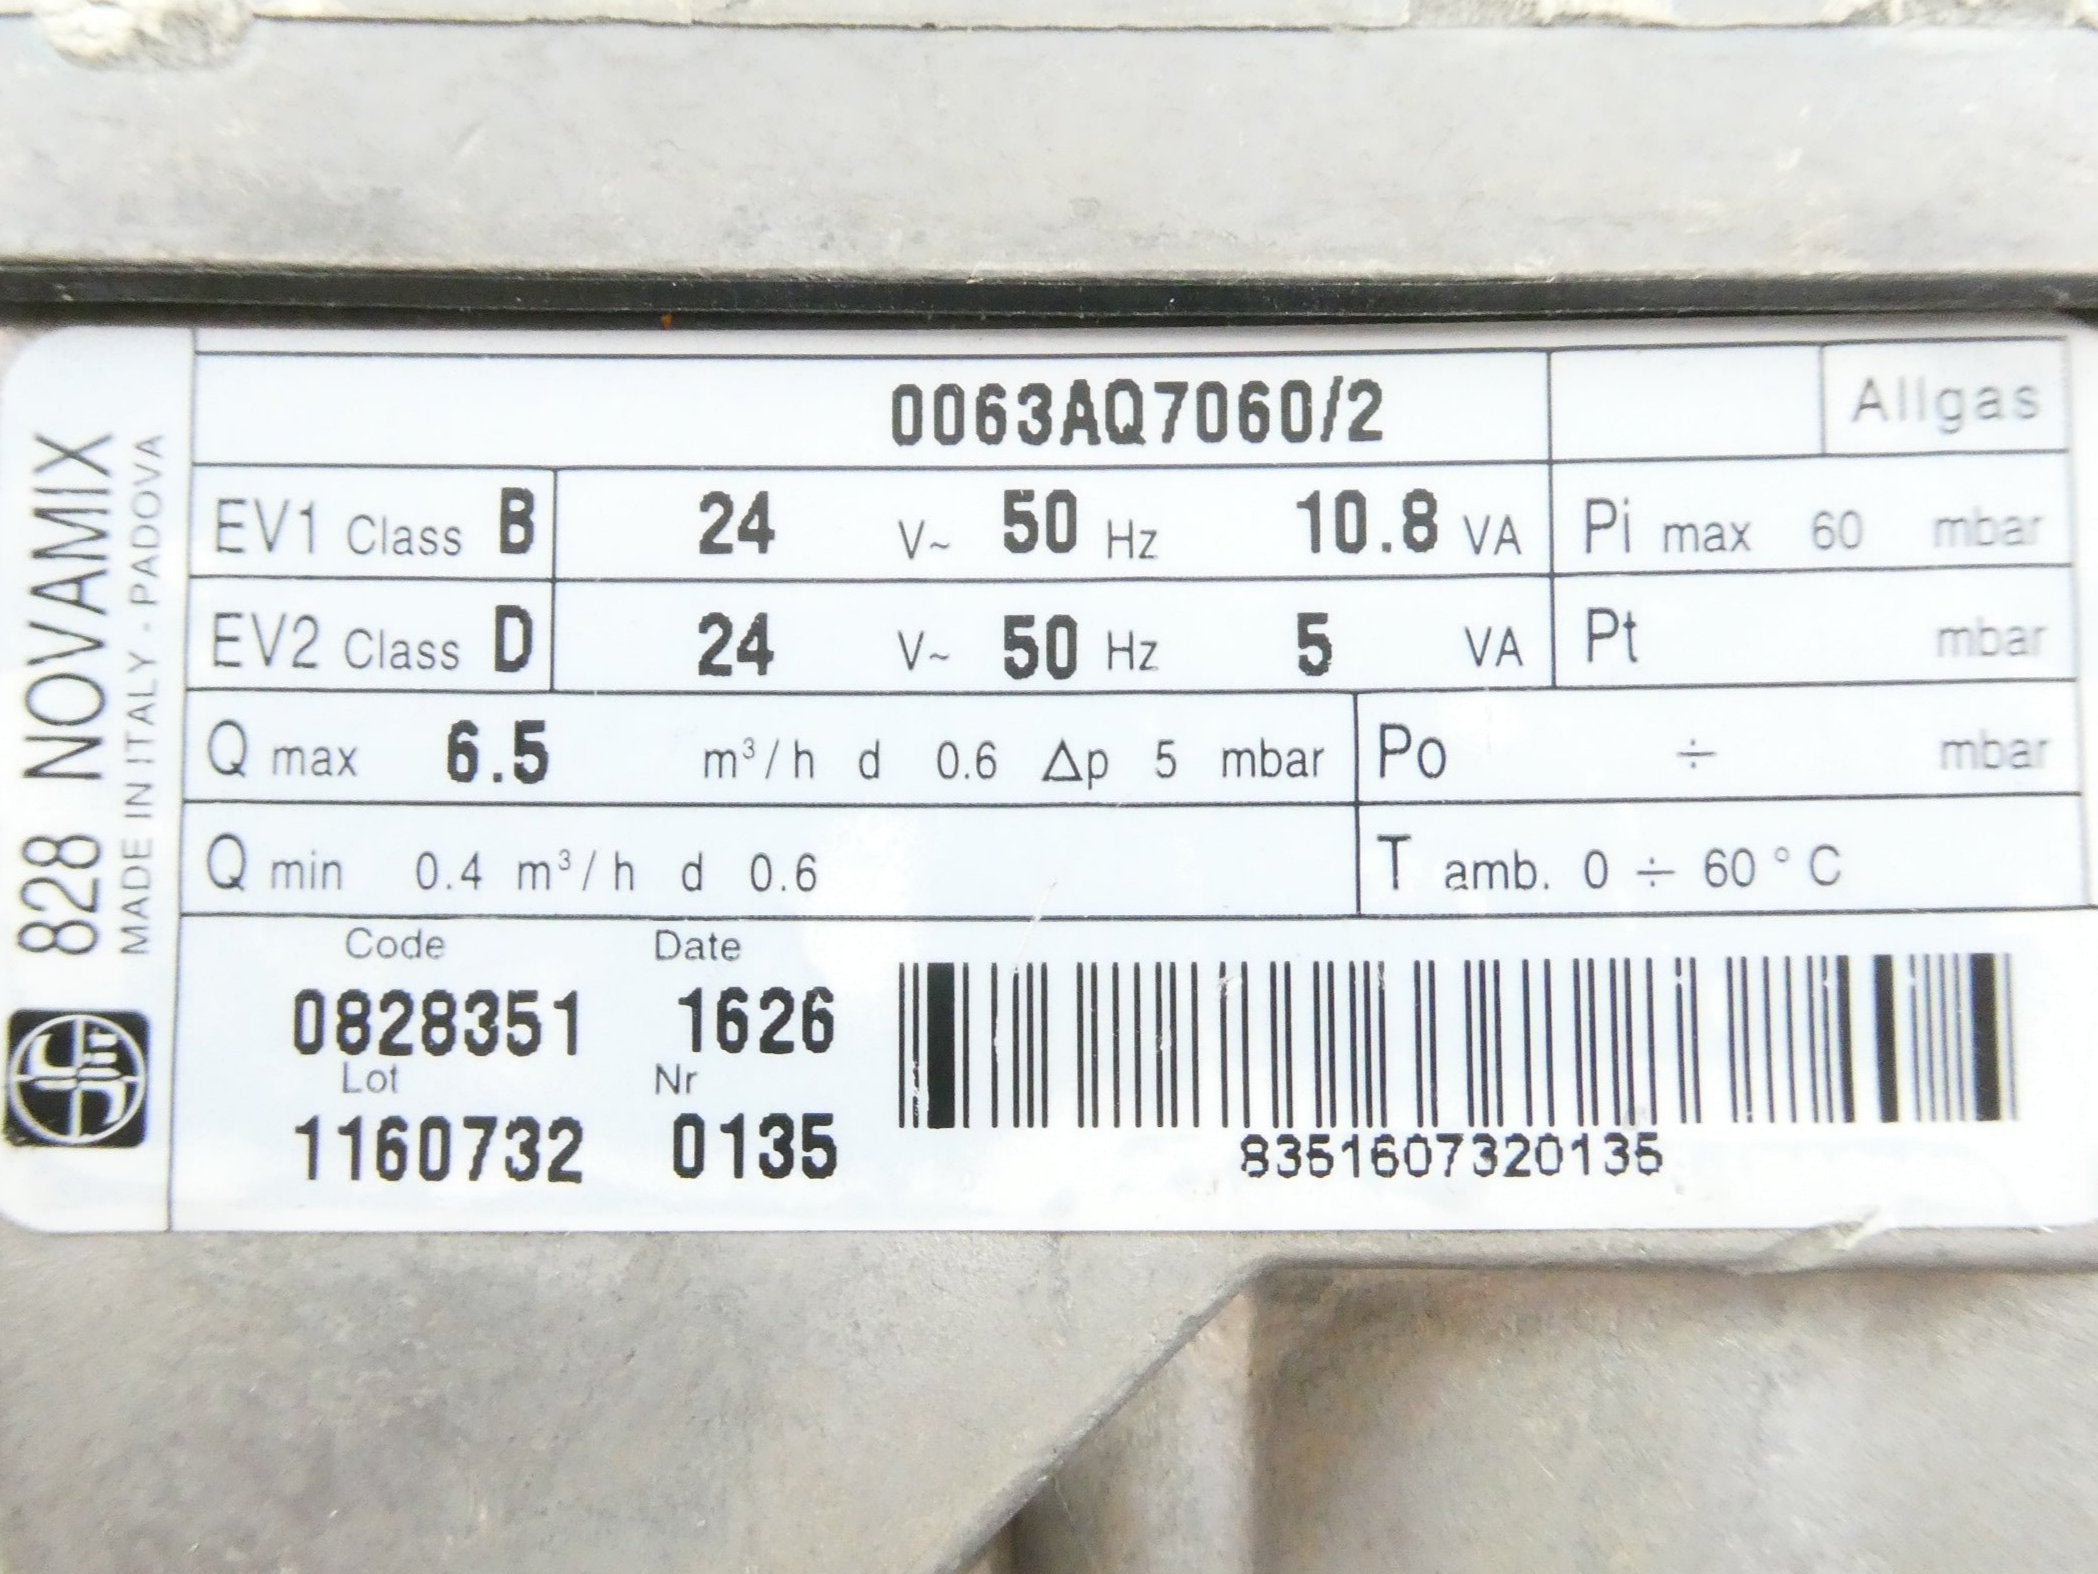 828 NOVAMIX
MADE IN ITALY - PADOVA
0063AQ7060/2 Allgas
EV1 Class B 24 V~ 50 Hz 10.8 VA Pi max 60 mbar
EV2 Class D 24 V~ 50 Hz 5 VA Pt mbar
Q max 6.5 m³/h d 0.6 Δp 5 mbar Po ÷ mbar
Q min 0.4 m³/h d 0.6 T amb. 0 ÷ 60 °C
Code Date
0828351 1626
Lot Nr
1160732 0135
8351607320135